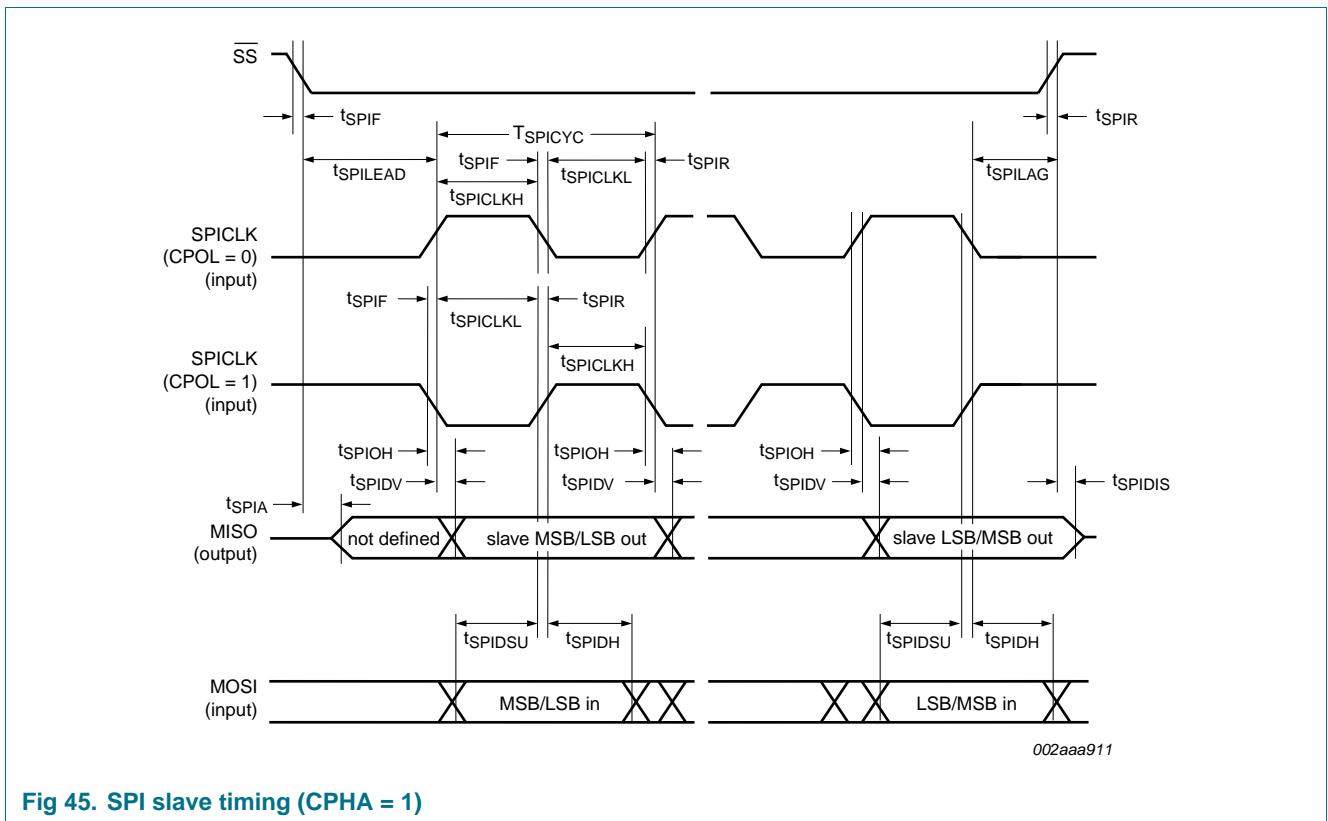 SS
tSPIF
TSPICYC
tSPIR
tSPIF
tSPIR
tSPILEAD
tSPICLKL
tSPILAG
tSPICLKH
SPICLK
(CPOL = 0)
(input)
tSPIF
tSPIR
tSPICLKL
SPICLK
(CPOL = 1)
(input)
tSPICLKH
tSPIOH
tSPIOH
tSPIOH
tSPIDV
tSPIDV
tSPIDV
tSPIDIS
tSPIA
MISO
(output)
not defined
slave MSB/LSB out
slave LSB/MSB out
tSPIDSU
tSPIDH
tSPIDSU
tSPIDH
MOSI
(input)
MSB/LSB in
LSB/MSB in
002aaa911
Fig 45. SPI slave timing (CPHA = 1)